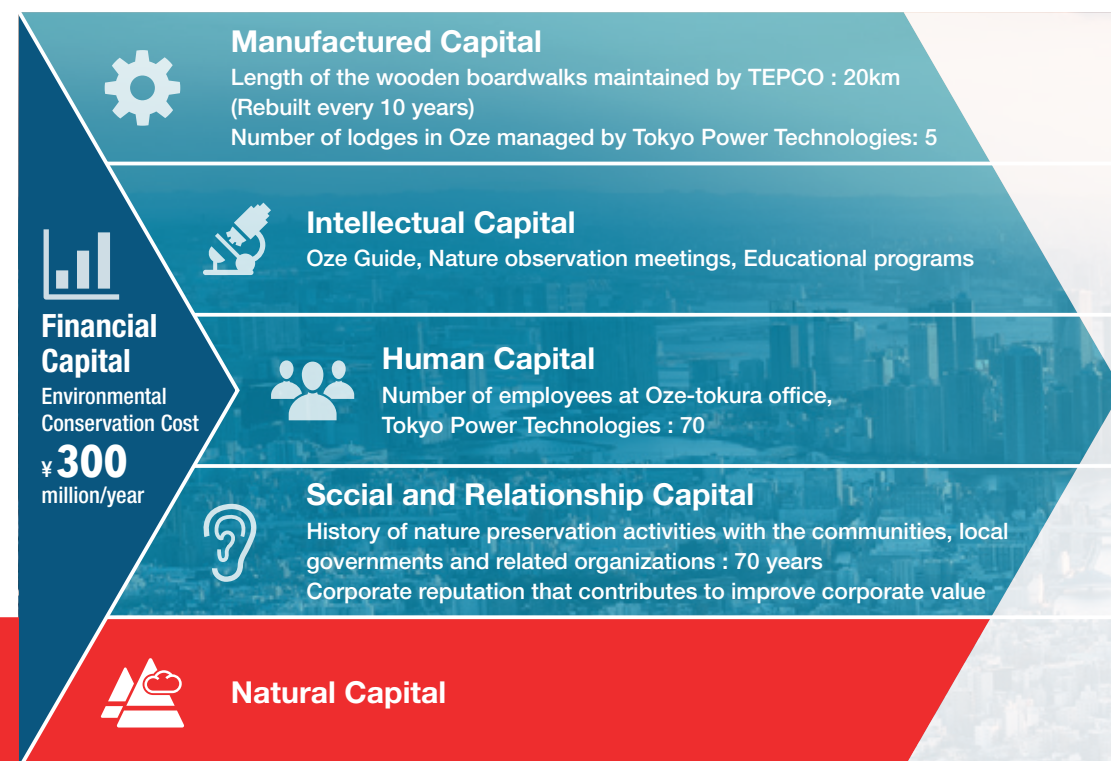 Manufactured Capital
Length of the wooden boardwalks maintained by TEPCO : 20km
(Rebuilt every 10 years)
Number of lodges in Oze managed by Tokyo Power Technologies: 5
Intellectual Capital
Oze Guide, Nature observation meetings, Educational programs
Financial
Capital
Environmental
Conservation Cost
¥ 300
million/year
Human Capital
Number of employees at Oze-tokura office,
Tokyo Power Technologies : 70
Sccial and Relationship Capital
History of nature preservation activities with the communities, local
governments and related organizations : 70 years
Corporate reputation that contributes to improve corporate value
Natural Capital